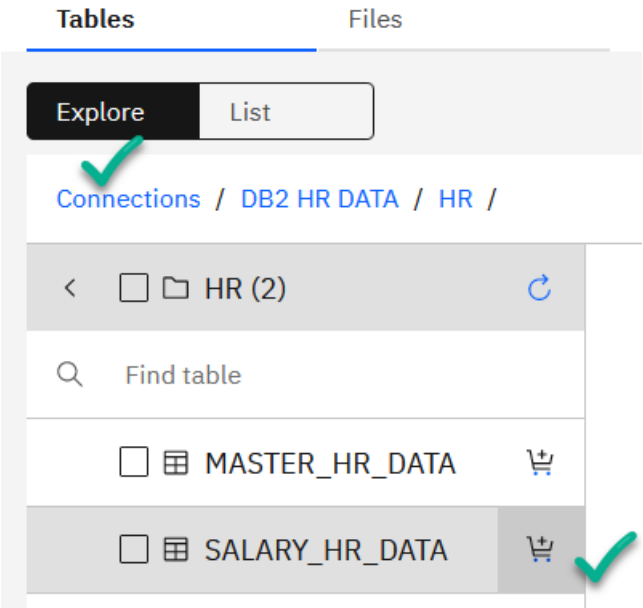 Tables Files
Explore List
Connections / DB2 HR DATA / HR /
HR (2)
Find table
MASTER_HR_DATA
SALARY_HR_DATA